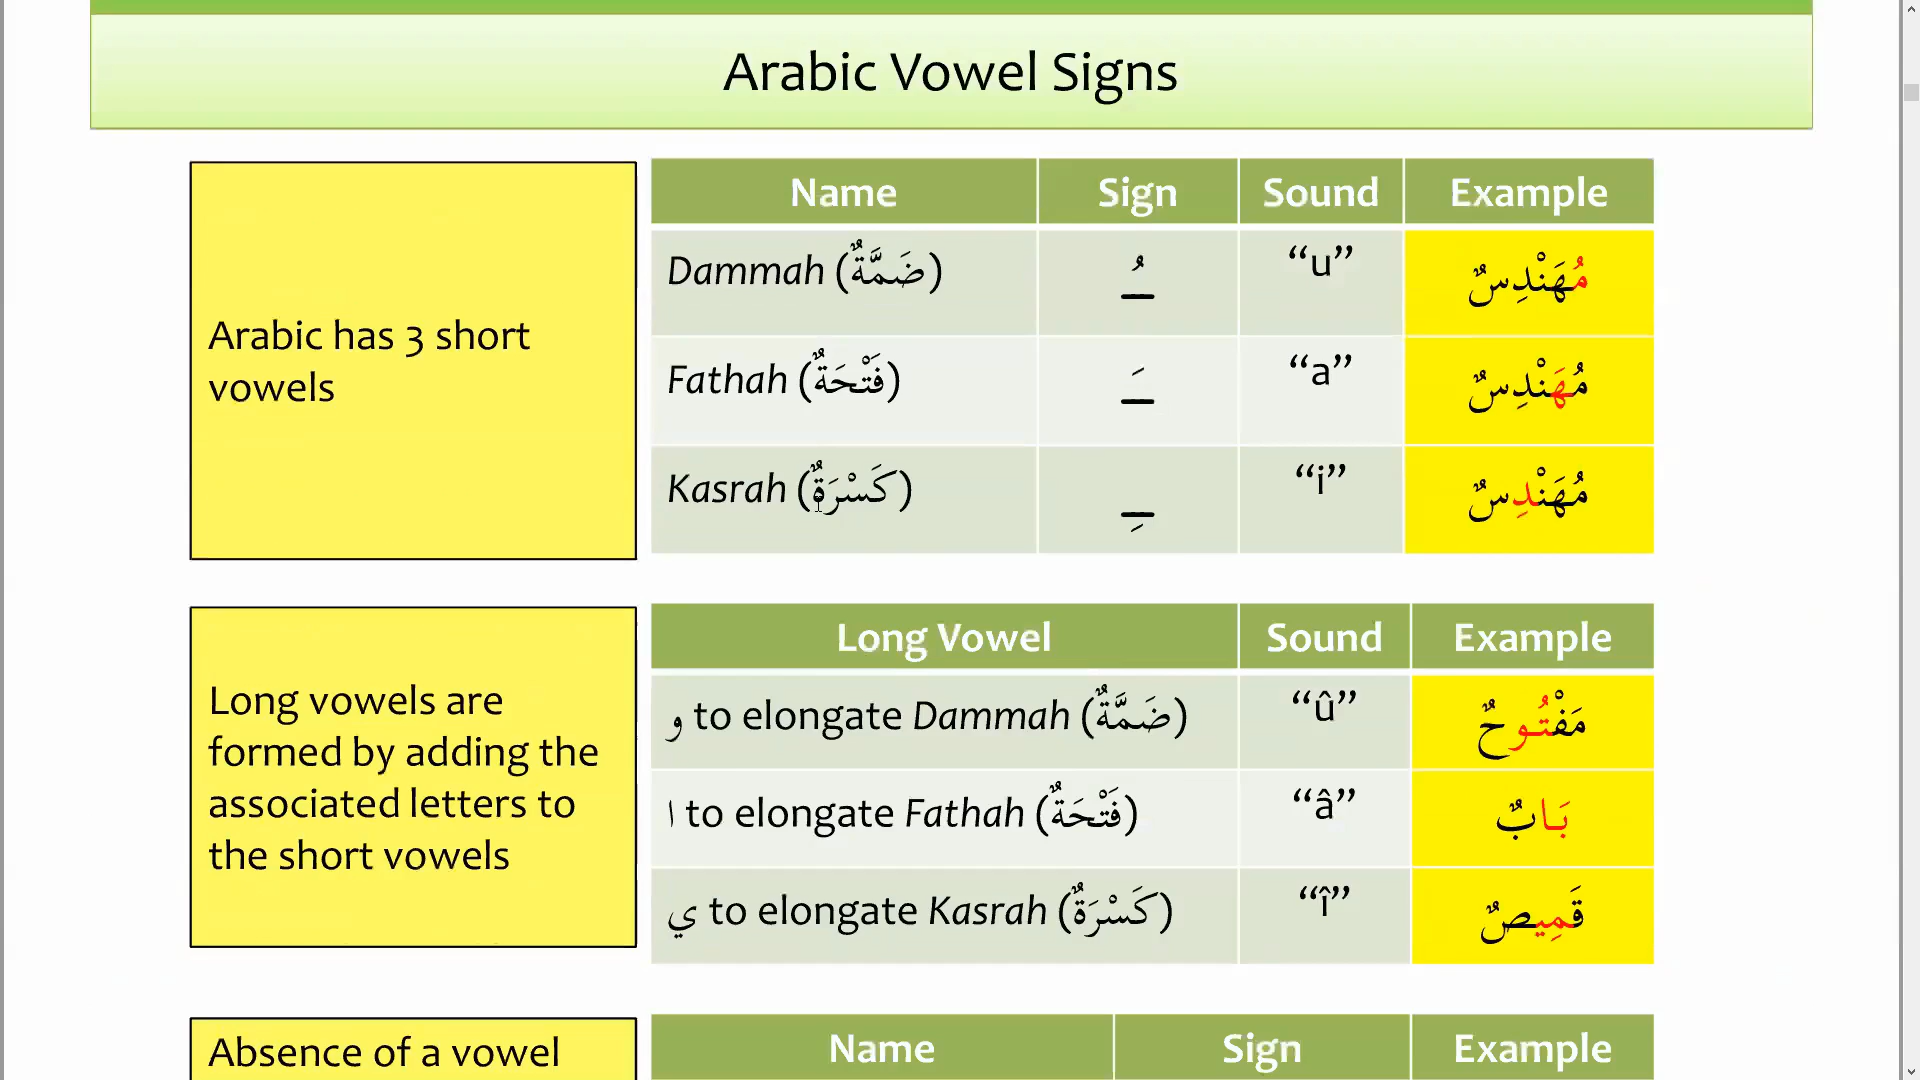 Arabic Vowel Signs
Arabic has 3 short
vowels
Name Sign Sound Example
Dammah (ضَمَّةٌ) ـُ “u” مُهَنْدِسٌ
Fathah (فَتْحَةٌ) ـَ “a” مُهَنْدِسٌ
Kasrah (كَسْرَةٌ) ـِ “i” مُهَنْدِسٌ
Long vowels are
formed by adding the
associated letters to
the short vowels
Long Vowel Sound Example
و to elongate Dammah (ضَمَّةٌ) “û” مَفْتُوحٌ
ا to elongate Fathah (فَتْحَةٌ) “â” بَابٌ
ي to elongate Kasrah (كَسْرَةٌ) “î” قَمِيصٌ
Absence of a vowel
Name Sign Example